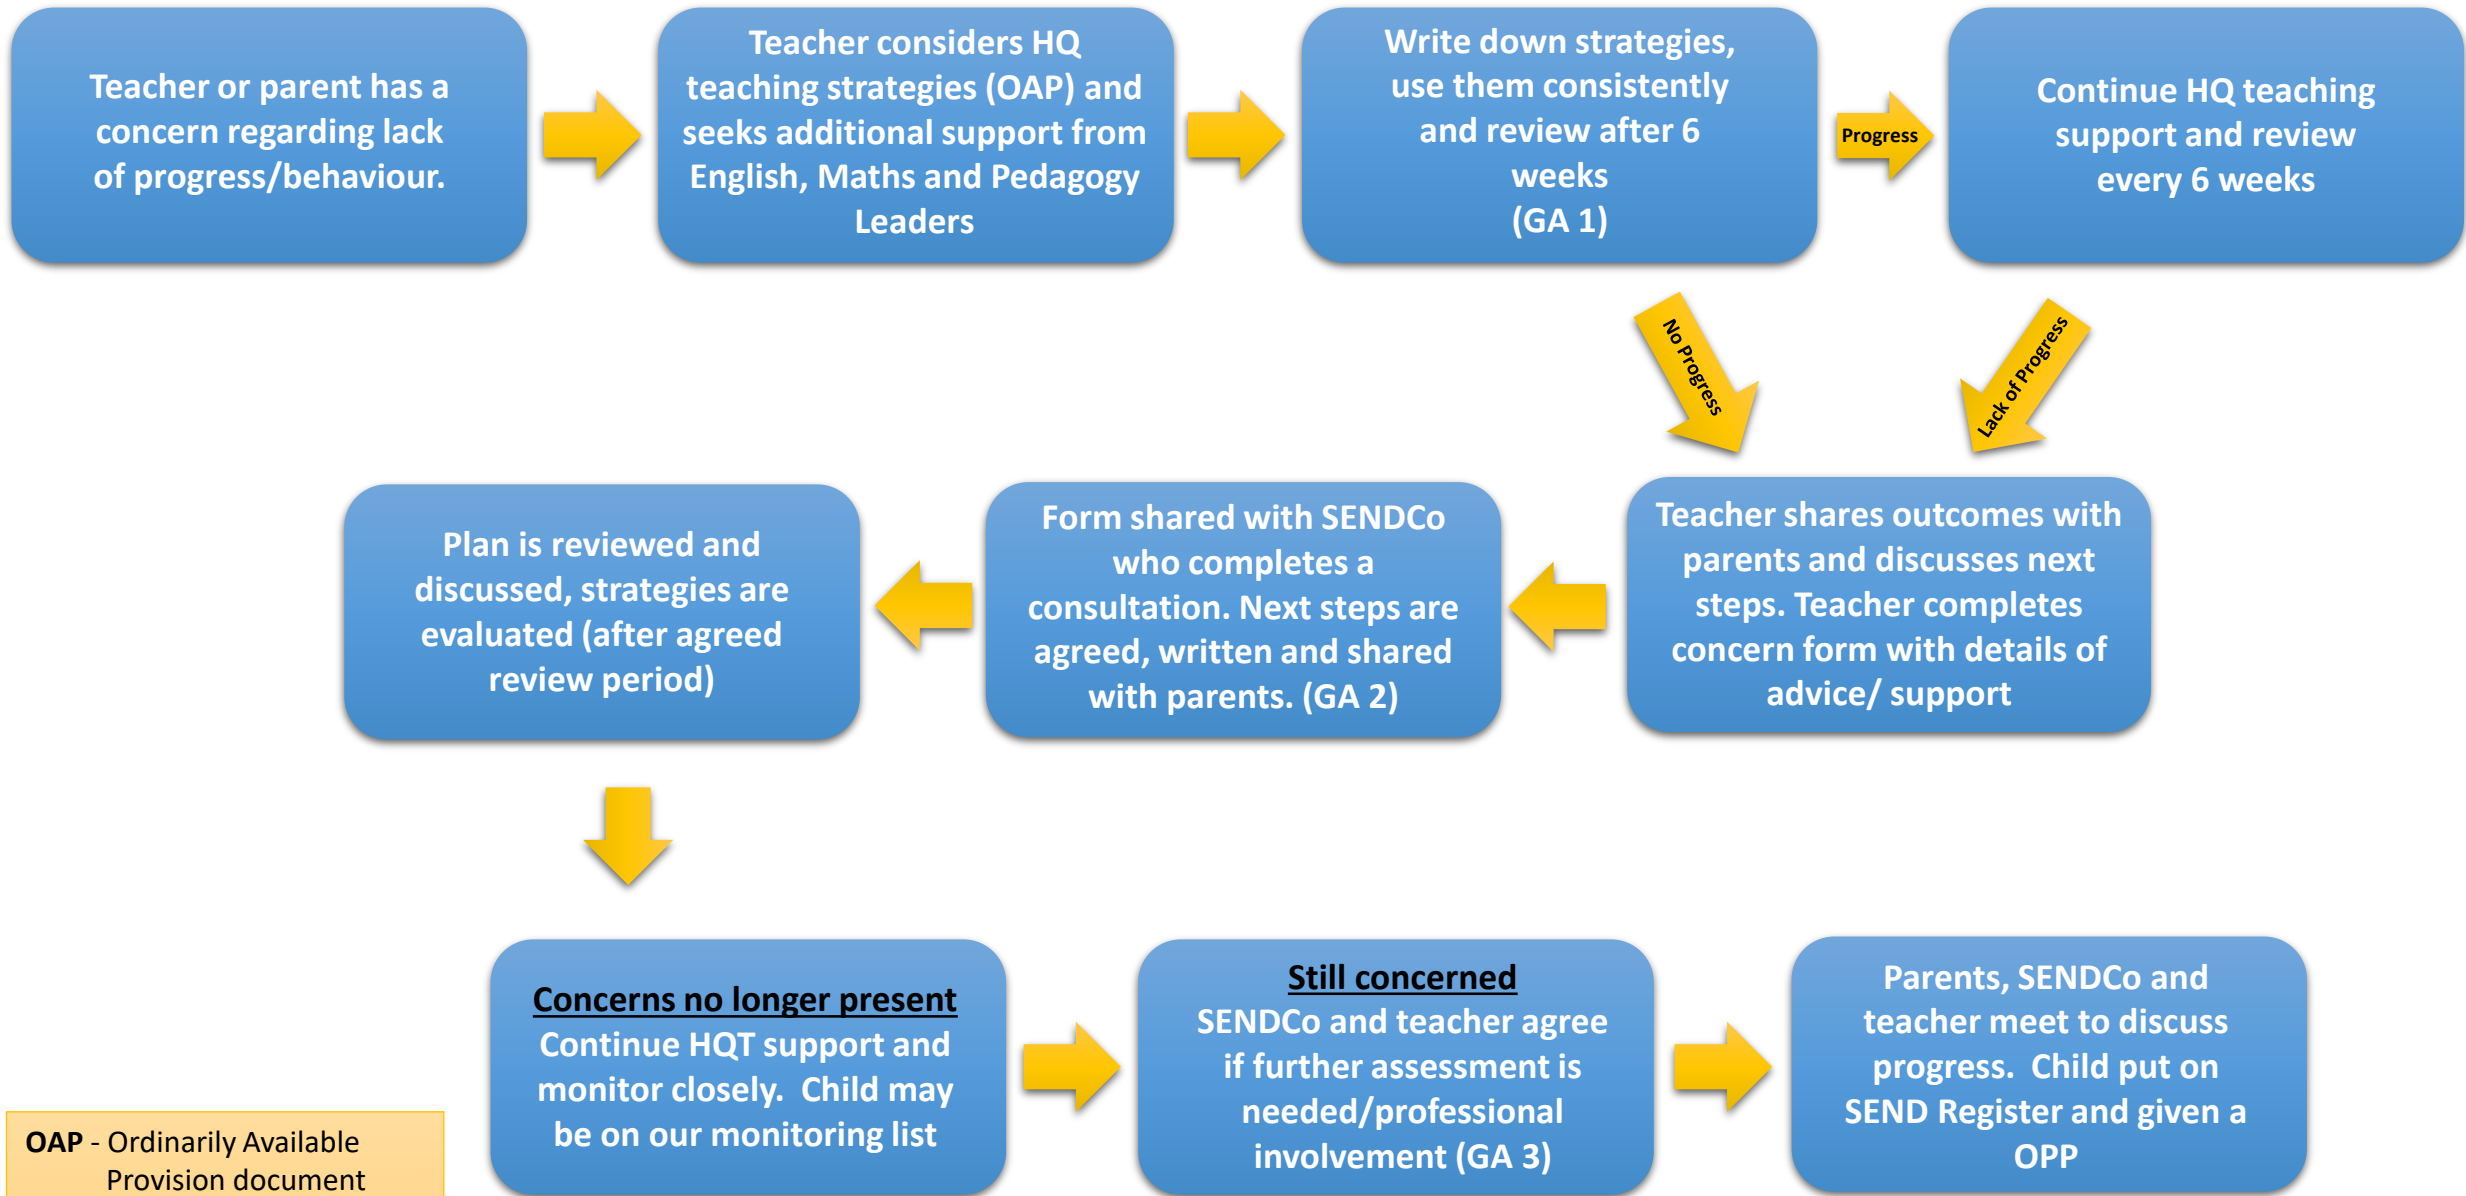 Teacher or parent has a
concern regarding lack
of progress/behaviour.
Teacher considers HQ
teaching strategies (OAP) and
seeks additional support from
English, Maths and Pedagogy
Leaders
Write down strategies,
use them consistently
and review after 6
weeks
(GA 1)
Progress
Continue HQ teaching
support and review
every 6 weeks
No Progress
Lack of Progress
Teacher shares outcomes with
parents and discusses next
steps. Teacher completes
concern form with details of
advice/ support
Form shared with SENDCo
who completes a
consultation. Next steps are
agreed, written and shared
with parents. (GA 2)
Plan is reviewed and
discussed, strategies are
evaluated (after agreed
review period)
Concerns no longer present
Continue HQT support and
monitor closely.  Child may
be on our monitoring list
Still concerned
SENDCo and teacher agree
if further assessment is
needed/professional
involvement (GA 3)
Parents, SENDCo and
teacher meet to discuss
progress.  Child put on
SEND Register and given a
OPP
OAP - Ordinarily Available
Provision document